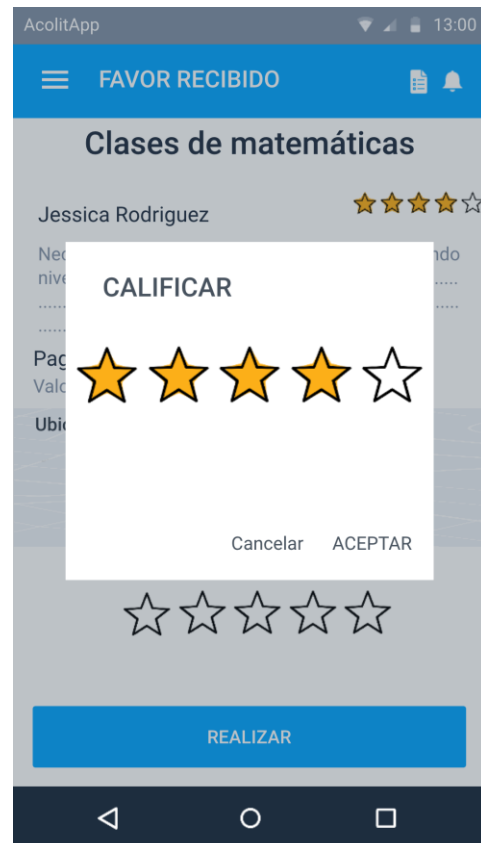 AcolitApp 13:00
FAVOR RECIBIDO
Clases de matemáticas
Jessica Rodriguez
CALIFICAR
Cancelar ACEPTAR
REALIZAR